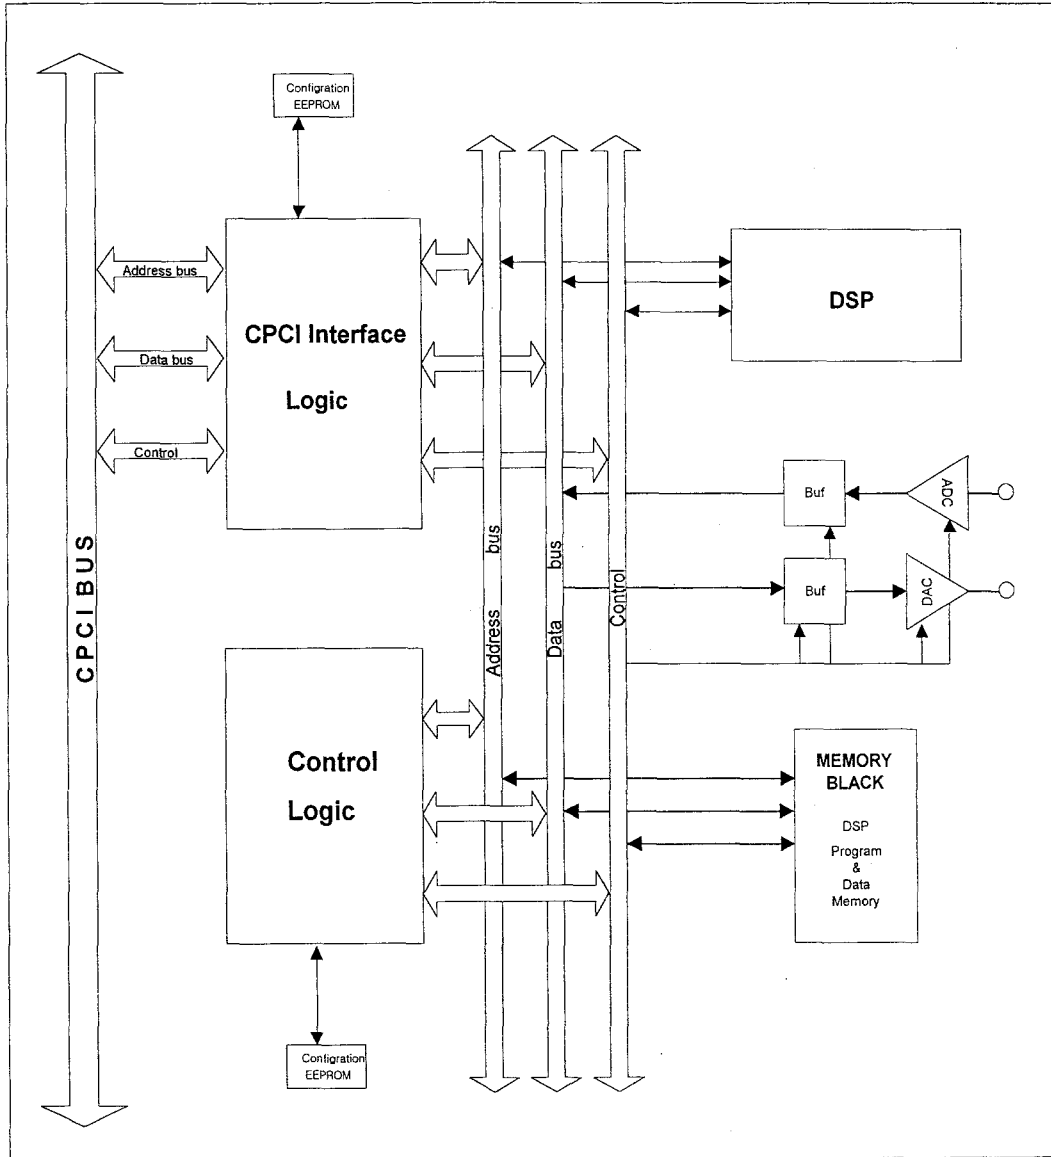 Configration
EEPROM
Address bus
Data bus
Control
CPCI Interface
Logic
CPCI BUS
DSP
Buf
ADC
Buf
DAC
Address bus
Data bus
Control
Control
Logic
MEMORY
BLACK
DSP
Program
&
Data
Memory
Configration
EEPROM